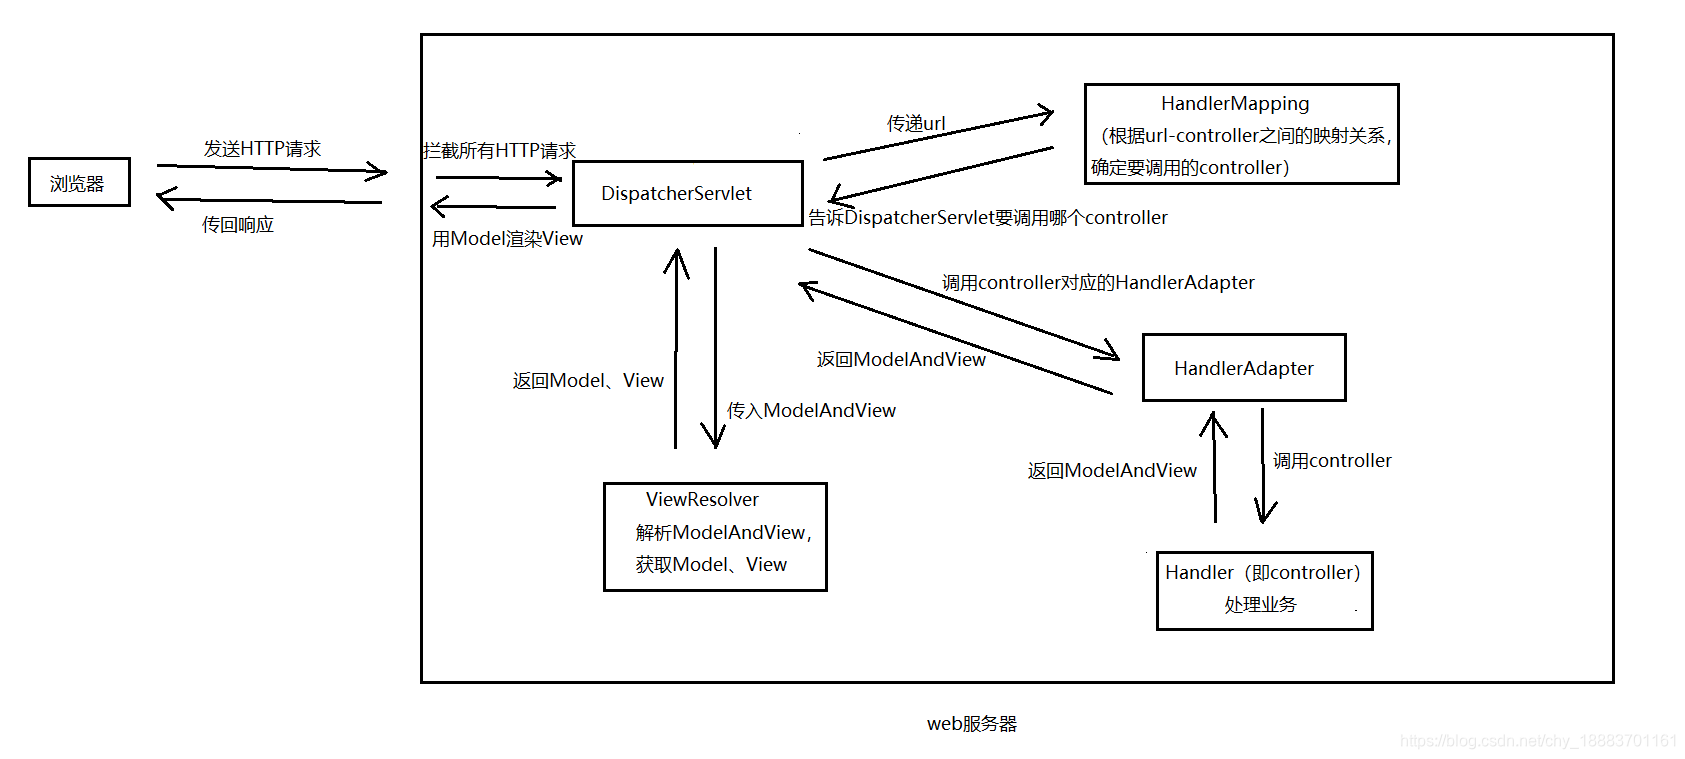 发送HTTP请求
浏览器
传回响应
拦截所有HTTP请求
DispatcherServlet
用Model渲染View
传递url
HandlerMapping
（根据url-controller之间的映射关系，
确定要调用的controller）
告诉DispatcherServlet要调用哪个controller
调用controller对应的HandlerAdapter
返回ModelAndView
HandlerAdapter
返回Model、View
传入ModelAndView
返回ModelAndView
调用controller
ViewResolver
解析ModelAndView，
获取Model、View
Handler（即controller）
处理业务
web服务器
https://blog.csdn.net/chy_18883701161